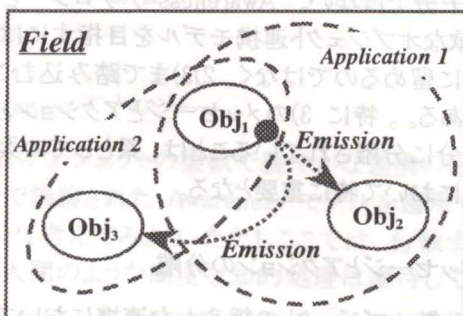 Field
Application 1
Obj1
Emission
Application 2
Obj2
Obj3
Emission